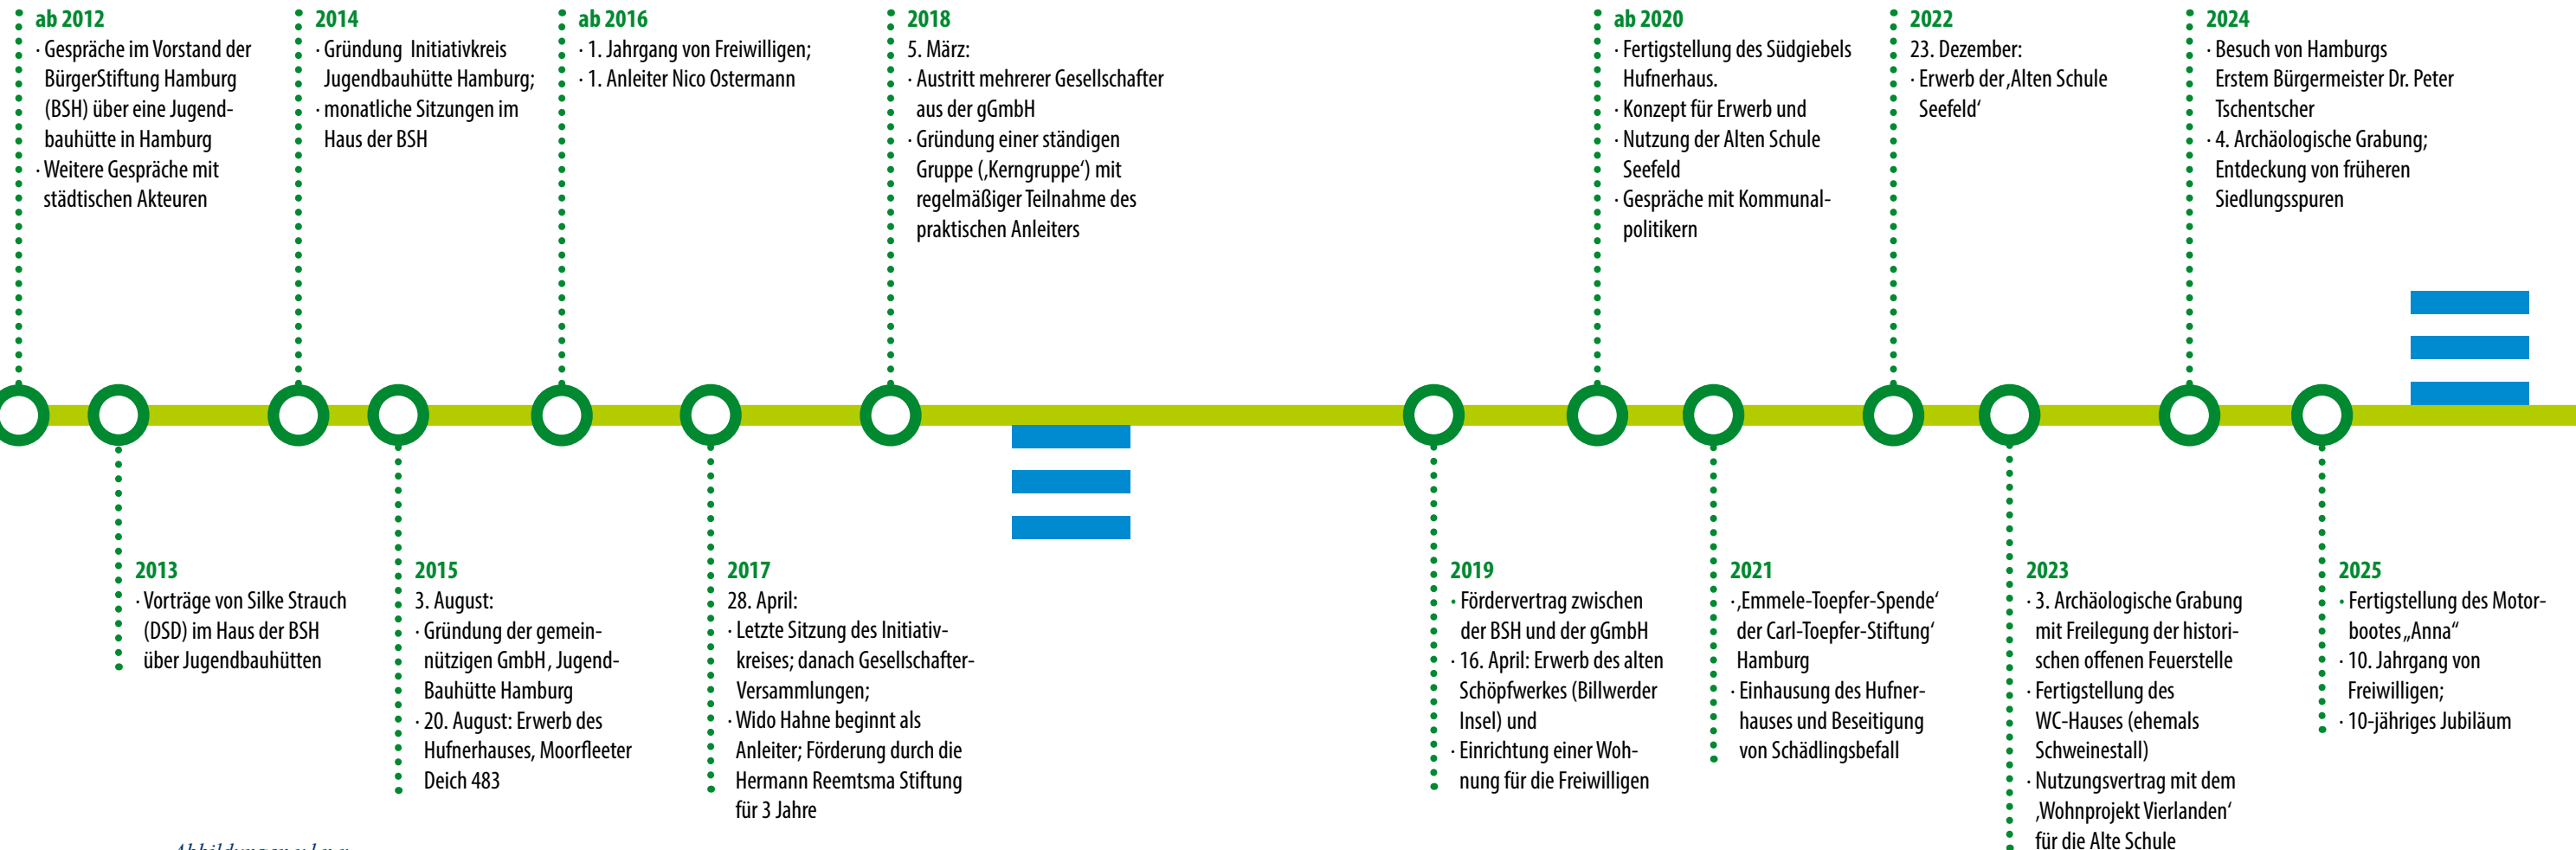 ab 2012
· Gespräche im Vorstand der
BürgerStiftung Hamburg
(BSH) über eine Jugend-
bauhütte in Hamburg
· Weitere Gespräche mit
städtischen Akteuren
2013
· Vorträge von Silke Strauch
(DSD) im Haus der BSH
über Jugendbauhütten
2014
· Gründung Initiativkreis
Jugendbauhütte Hamburg;
· monatliche Sitzungen im
Haus der BSH
2015
3. August:
· Gründung der gemein-
nützigen GmbH, Jugend-
Bauhütte Hamburg
· 20. August: Erwerb des
Hufnerhauses, Moorfleeter
Deich 483
ab 2016
· 1. Jahrgang von Freiwilligen;
· 1. Anleiter Nico Ostermann
2017
28. April:
· Letzte Sitzung des Initiativ-
kreises; danach Gesellschafter-
Versammlungen;
· Wido Hahne beginnt als
Anleiter; Förderung durch die
Hermann Reemtsma Stiftung
für 3 Jahre
2018
5. März:
· Austritt mehrerer Gesellschafter
aus der gGmbH
· Gründung einer ständigen
Gruppe (‚Kerngruppe‘) mit
regelmäßiger Teilnahme des
praktischen Anleiters
2019
· Fördervertrag zwischen
der BSH und der gGmbH
· 16. April: Erwerb des alten
Schöpfwerkes (Billwerder
Insel) und
· Einrichtung einer Woh-
nung für die Freiwilligen
ab 2020
· Fertigstellung des Südgiebels
Hufnerhaus.
· Konzept für Erwerb und
· Nutzung der Alten Schule
Seefeld
· Gespräche mit Kommunal-
politikern
2021
· ‚Emmele-Toepfer-Spende‘
der Carl-Toepfer-Stiftung‘
Hamburg
· Einhausung des Hufner-
hauses und Beseitigung
von Schädlingsbefall
2022
23. Dezember:
· Erwerb der ‚Alten Schule
Seefeld‘
2023
· 3. Archäologische Grabung
mit Freilegung der histori-
schen offenen Feuerstelle
· Fertigstellung des
WC-Hauses (ehemals
Schweinestall)
· Nutzungsvertrag mit dem
‚Wohnprojekt Vierlanden‘
für die Alte Schule
2024
· Besuch von Hamburgs
Erstem Bürgermeister Dr. Peter
Tschentscher
· 4. Archäologische Grabung;
Entdeckung von früheren
Siedlungsspuren
2025
· Fertigstellung des Motor-
bootes „Anna“
· 10. Jahrgang von
Freiwilligen;
· 10-jähriges Jubiläum